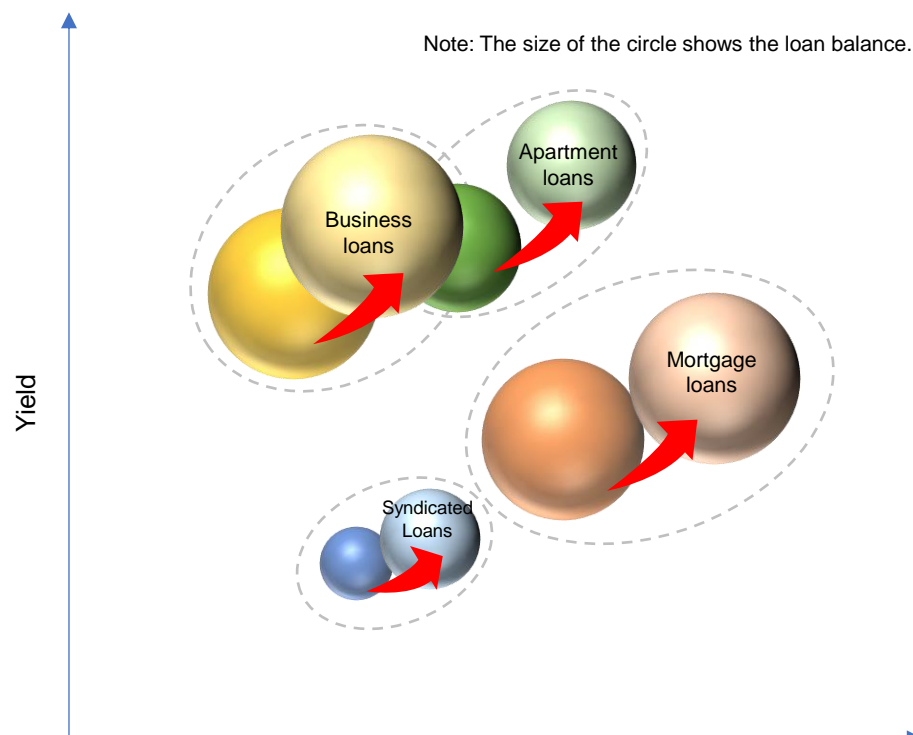 Note: The size of the circle shows the loan balance.
Apartment
loans
Business
loans
Mortgage
loans
Yield
Syndicated
Loans